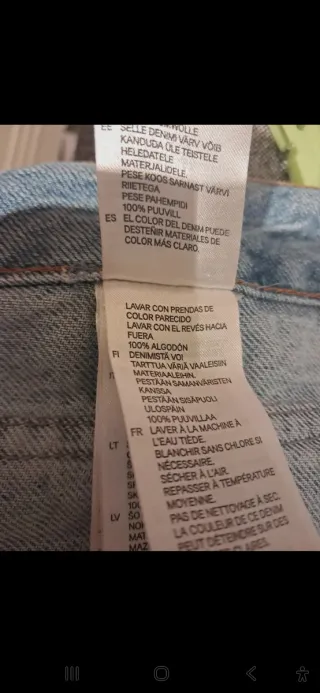 EE SELLE DENIMI VÄRV VÕIB
KANDUDA ÜLE TEISTELE
HELEDATELE
MATERJALIDELE.
PESE KOOS SARNAST VÄRVI
RIIETEGA
PESE PAHEMPIDI
100% PUUVILL
ES EL COLOR DEL DENIM PUEDE
DESTEÑIR MATERIALES DE
COLOR MÁS CLARO.
LAVAR CON PRENDAS DE
COLOR PARECIDO
LAVAR CON EL REVÉS HACIA
FUERA
100% ALGODÓN
FI DENIMISTÄ VOI
TARTTUA VÄRIÄ VAALEISIIN
MATERIAALEIHIN.
PESTÄÄN SAMANVÄRISTEN
KANSSA
PESTÄÄN SISÄPUOLI
ULOSPÄIN
100% PUUVILLAA
FR LAVER À LA MACHINE À
L'EAU TIÈDE.
BLANCHIR SANS CHLORE SI
NÉCESSAIRE.
SÉCHER À L'AIR.
REPASSER À TEMPÉRATURE
MOYENNE.
PAS DE NETTOYAGE À SEC.
LA COULEUR DE CE DENIM
PEUT DÉTEINDRE SUR DES
CLAIRES.
LT
LV